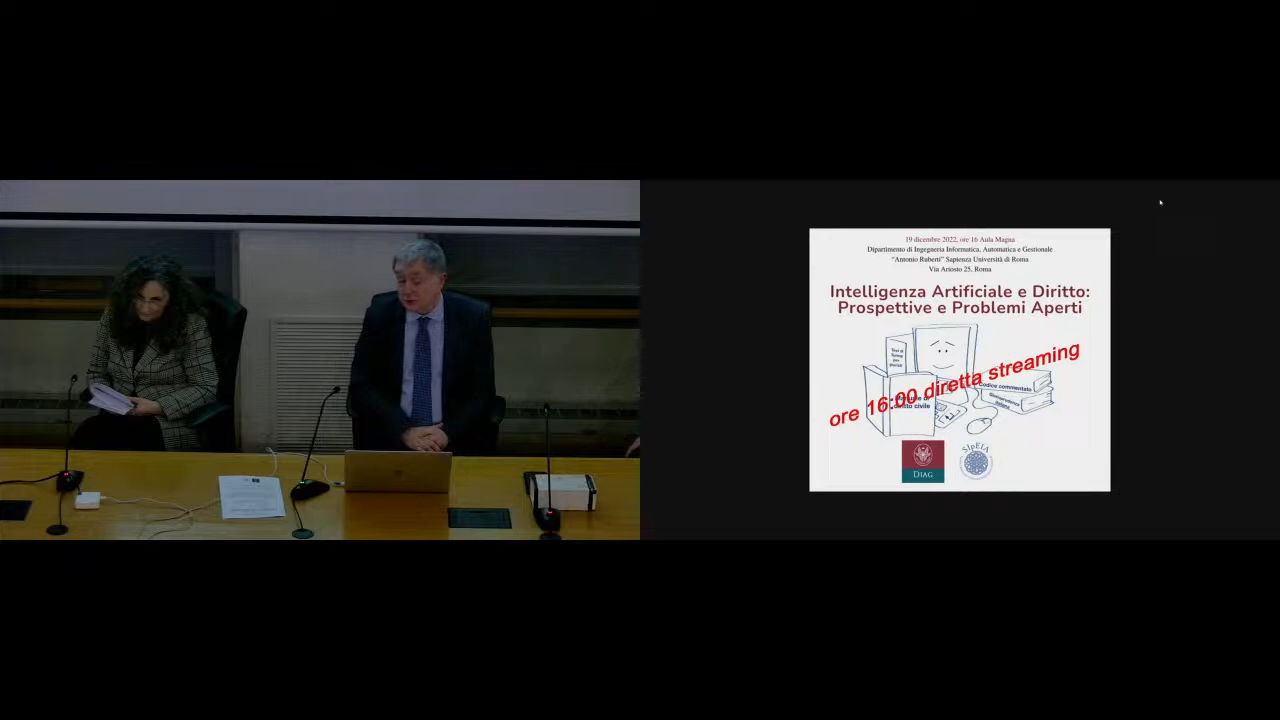 19 dicembre 2022, ore 16 Aula Magna
Dipartimento di Ingegneria Informatica, Automatica e Gestionale
"Antonio Ruberti" Sapienza Università di Roma
Via Ariosto 25, Roma
Intelligenza Artificiale e Diritto:
Prospettive e Problemi Aperti
ore 16:00 diretta streaming
Codice commentato
diritto civile
DIAG
SIpEIA